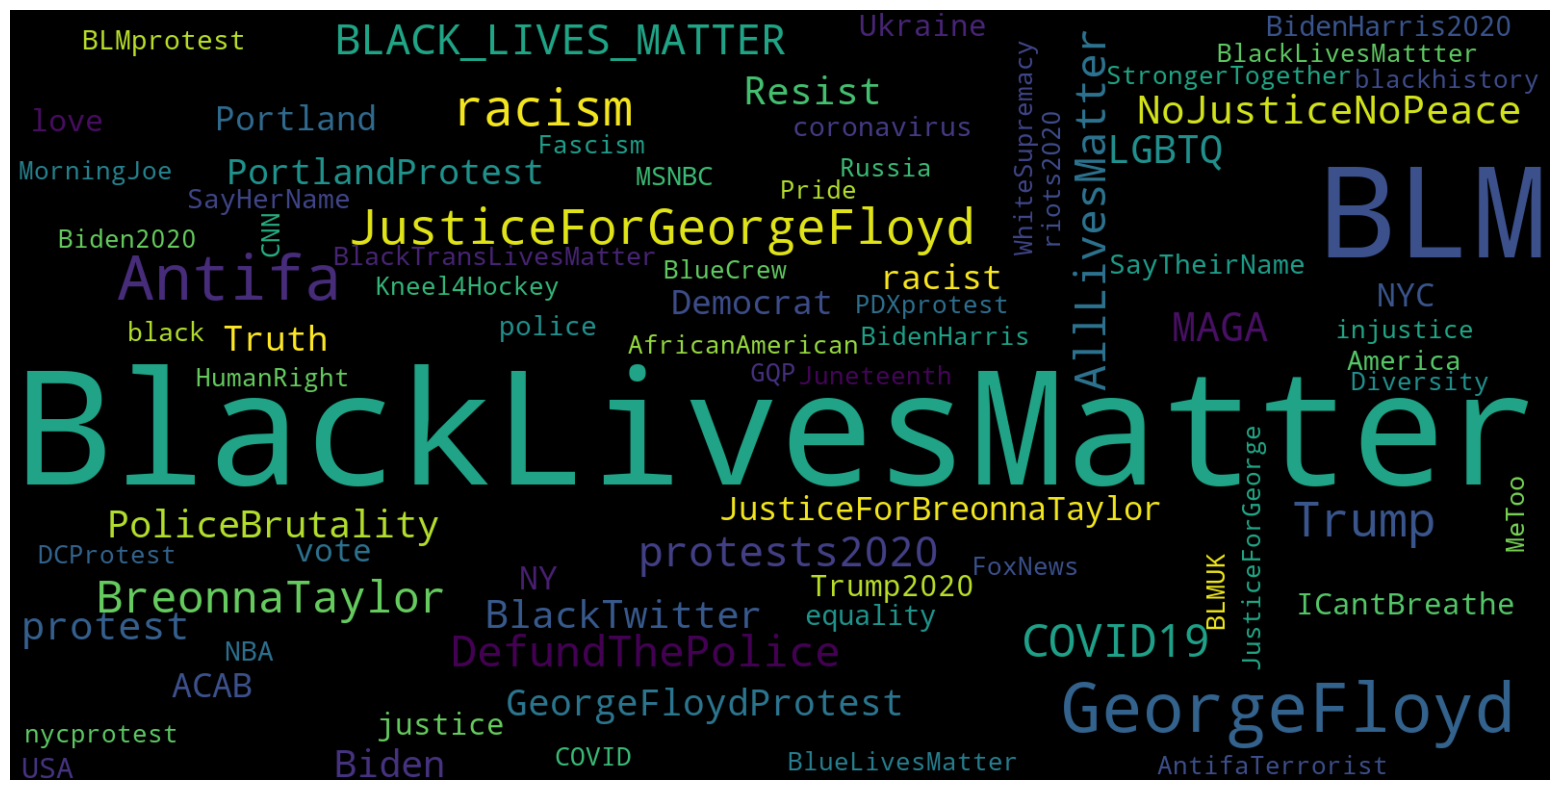 BLMprotest
BLACK_LIVES_MATTER
Ukraine
BidenHarris2020
BlackLivesMattter
StrongerTogether
blackhistory
love
Portland
racism
Resist
coronavirus
WhiteSupremacy
riots2020
AllLivesMatter
NoJusticeNoPeace
LGBTQ
MorningJoe
PortlandProtest
Fascism
MSNBC
Russia
Pride
SayHerName
BLM
Biden2020
CNN
JusticeForGeorgeFloyd
BlackTransLivesMatter
Antifa
Kneel4Hockey
BlueCrew
racist
SayTheirName
Democrat
PDXprotest
NYC
MAGA
black
Truth
police
AfricanAmerican
BidenHarris
injustice
America
HumanRight
GQP
Juneteenth
Diversity
BlackLivesMatter
PoliceBrutality
JusticeForBreonnaTaylor
JusticeForGeorge
Trump
MeToo
DCProtest
vote
protests2020
FoxNews
BLMUK
BreonnaTaylor
NY
Trump2020
ICantBreathe
protest
BlackTwitter
equality
COVID19
NBA
DefundThePolice
ACAB
GeorgeFloydProtest
GeorgeFloyd
nycprotest
justice
USA
Biden
COVID
BlueLivesMatter
AntifaTerrorist